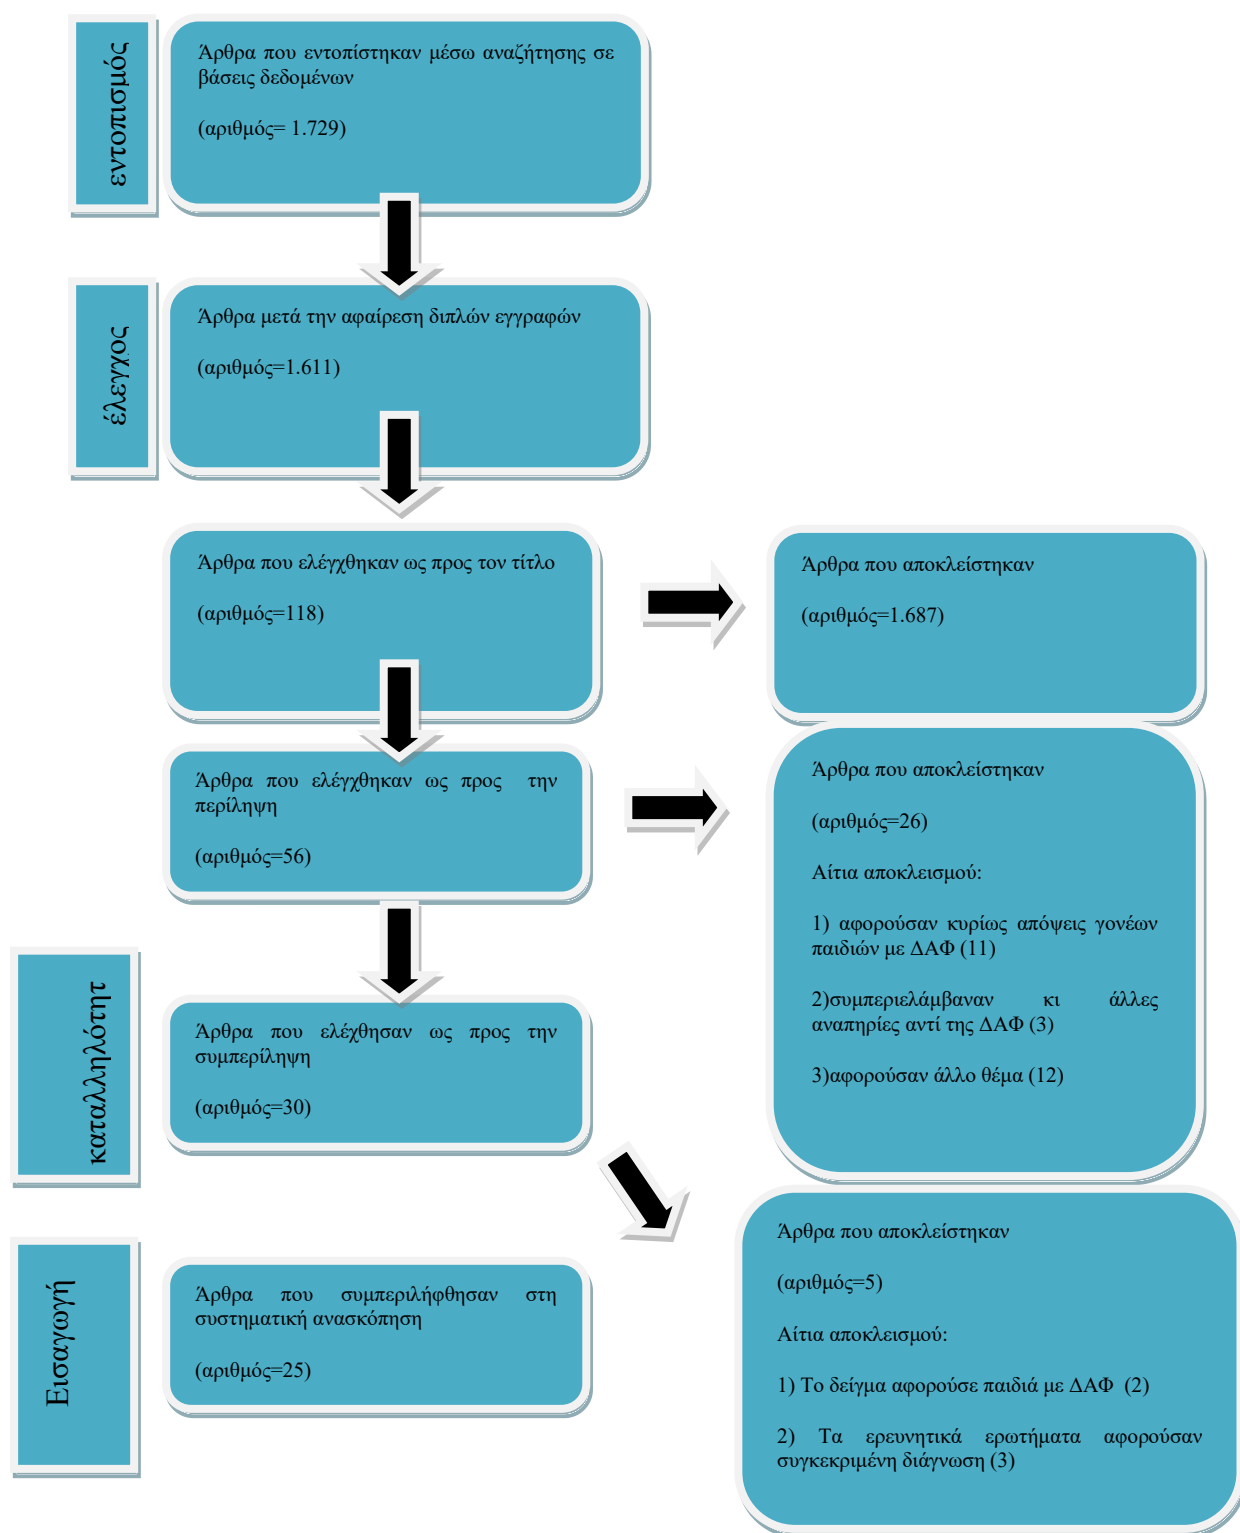 εντοπισμός
Άρθρα που εντοπίστηκαν μέσω αναζήτησης σε
βάσεις δεδομένων
(αριθμός= 1.729)
έλεγχος
Άρθρα μετά την αφαίρεση διπλών εγγραφών
(αριθμός=1.611)
Άρθρα που ελέγχθηκαν ως προς τον τίτλο
(αριθμός=118)
Άρθρα που αποκλείστηκαν
(αριθμός=1.687)
Άρθρα που ελέγχθηκαν ως προς την
περίληψη
(αριθμός=56)
Άρθρα που αποκλείστηκαν
(αριθμός=26)
Αίτια αποκλεισμού:
1) αφορούσαν κυρίως απόψεις γονέων
παιδιών με ΔΑΦ (11)
2)συμπεριελάμβαναν κι άλλες
αναπηρίες αντί της ΔΑΦ (3)
3)αφορούσαν άλλο θέμα (12)
καταλληλότητ
Άρθρα που ελέχθησαν ως προς την
συμπερίληψη
(αριθμός=30)
Άρθρα που αποκλείστηκαν
(αριθμός=5)
Αίτια αποκλεισμού:
1) Το δείγμα αφορούσε παιδιά με ΔΑΦ (2)
2) Τα ερευνητικά ερωτήματα αφορούσαν
συγκεκριμένη διάγνωση (3)
Εισαγωγή
Άρθρα που συμπεριλήφθησαν στη
συστηματική ανασκόπηση
(αριθμός=25)